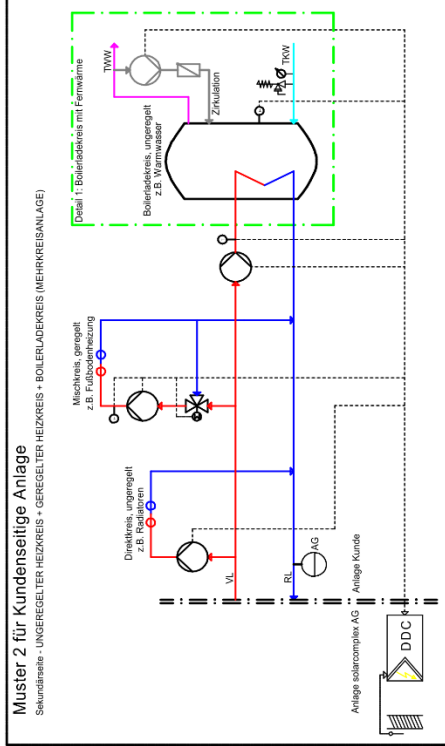 Muster 2 für Kundenseitige Anlage
Sekundärseite - UNGEREGELTER HEIZKREIS + GEREGELTER HEIZKREIS + BOILERLADEKREIS (MEHRKREISANLAGE)
Detail 1: Boilerladekreis mit Fernwärme
TWW
Zirkulation
TKW
Boilerladekreis, ungeregelt
z.B. Warmwasser
Mischkreis, geregelt
z.B. Fußbodenheizung
Direktkreis, ungeregelt
z.B. Radiatoren
VL
RL
AG
Anlage Kunde
Anlage solarcomplex AG
DDC